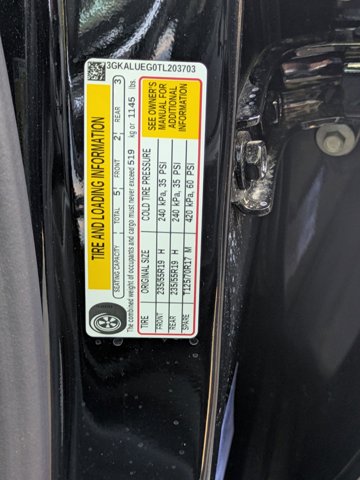 3GKALUEG0TL203703
TIRE AND LOADING INFORMATION
SEATING CAPACITY TOTAL 5 FRONT 2 REAR 3
The combined weight of occupants and cargo must never exceed 519 kg or 1145 lbs.
TIRE ORIGINAL SIZE COLD TIRE PRESSURE
FRONT 235/55R19 H 240 kPa, 35 PSI
REAR 235/55R19 H 240 kPa, 35 PSI
SPARE T125/70R17 M 420 kPa, 60 PSI
SEE OWNER'S
MANUAL FOR
ADDITIONAL
INFORMATION